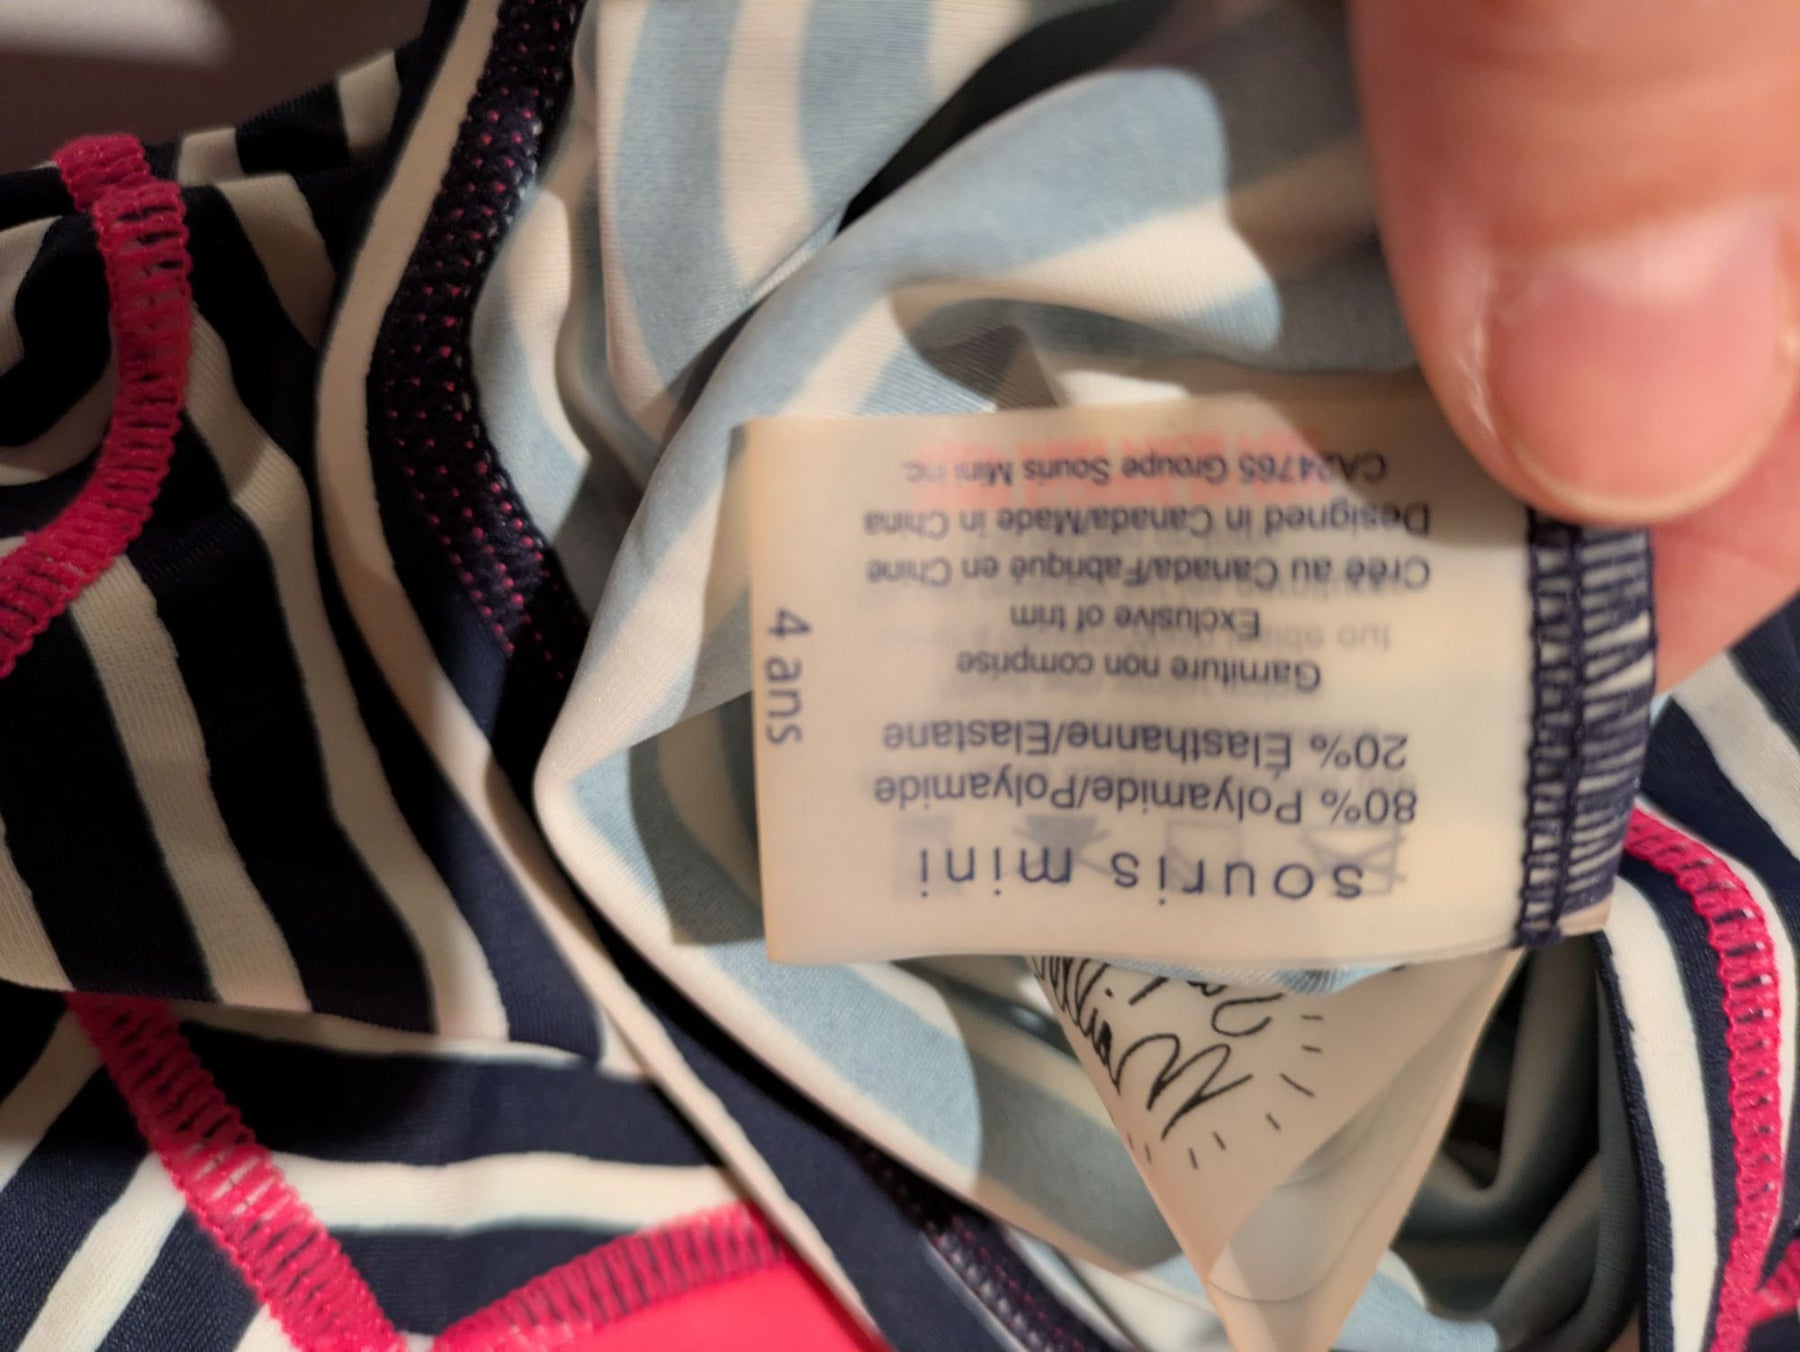 souris mini
80% Polyamide/Polyamide
20% Élasthanne/Elastane
Garniture non comprise
Exclusive of trim
Créé au Canada/Fabriqué en Chine
Designed in Canada/Made in China
CA24765 Groupe Souris Mini inc.
4 ans